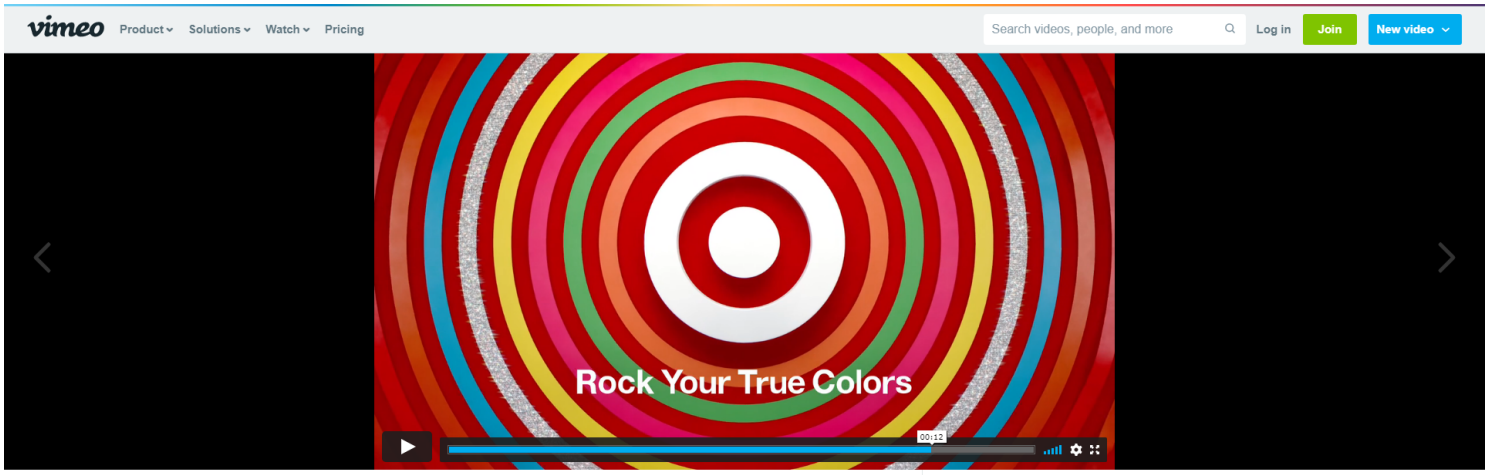 vimeo Product Solutions Watch Pricing Search videos, people, and more Log in Join New video
Rock Your True Colors
00:12